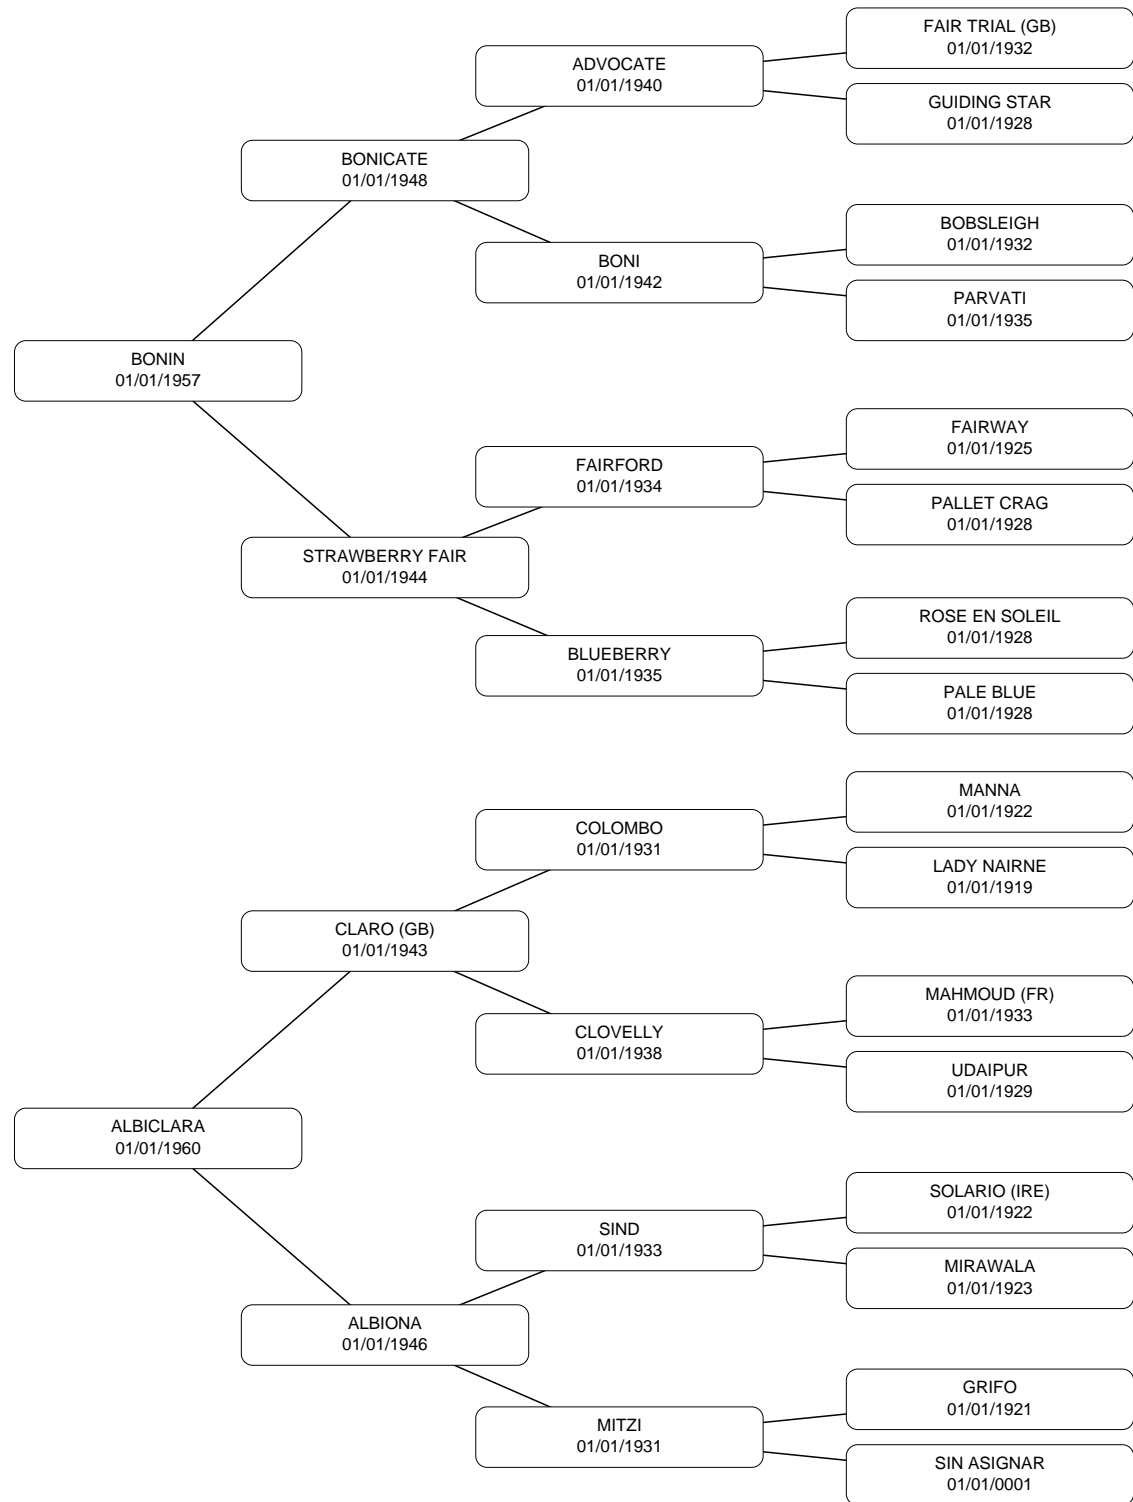 FAIR TRIAL (GB)
01/01/1932
ADVOCATE
01/01/1940
GUIDING STAR
01/01/1928
BONICATE
01/01/1948
BOBSLEIGH
01/01/1932
BONI
01/01/1942
PARVATI
01/01/1935
BONIN
01/01/1957
FAIRWAY
01/01/1925
FAIRFORD
01/01/1934
PALLET CRAG
01/01/1928
STRAWBERRY FAIR
01/01/1944
ROSE EN SOLEIL
01/01/1928
BLUEBERRY
01/01/1935
PALE BLUE
01/01/1928
MANNA
01/01/1922
COLOMBO
01/01/1931
LADY NAIRNE
01/01/1919
CLARO (GB)
01/01/1943
MAHMOUD (FR)
01/01/1933
CLOVELLY
01/01/1938
UDAIPUR
01/01/1929
ALBICLARA
01/01/1960
SOLARIO (IRE)
01/01/1922
SIND
01/01/1933
MIRAWALA
01/01/1923
ALBIONA
01/01/1946
GRIFO
01/01/1921
MITZI
01/01/1931
SIN ASIGNAR
01/01/0001